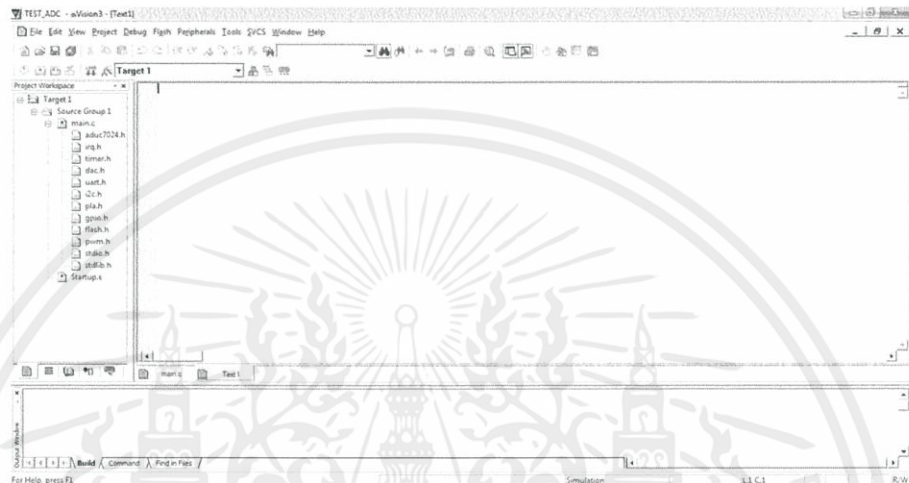 TEST_ADC - µVision3 - [Text1]
File Edit View Project Debug Flash Peripherals Tools SVCS Window Help
Target 1
Project Workspace
Target 1
Source Group 1
main.c
aduc7024.h
irq.h
timer.h
dac.h
uart.h
i2c.h
pla.h
gpio.h
flash.h
pwm.h
stdio.h
stdlib.h
Startup.s
main.c Text1
Output Window
Build Command Find in Files
For Help, press F1 Simulation L:1 C:1 R/W